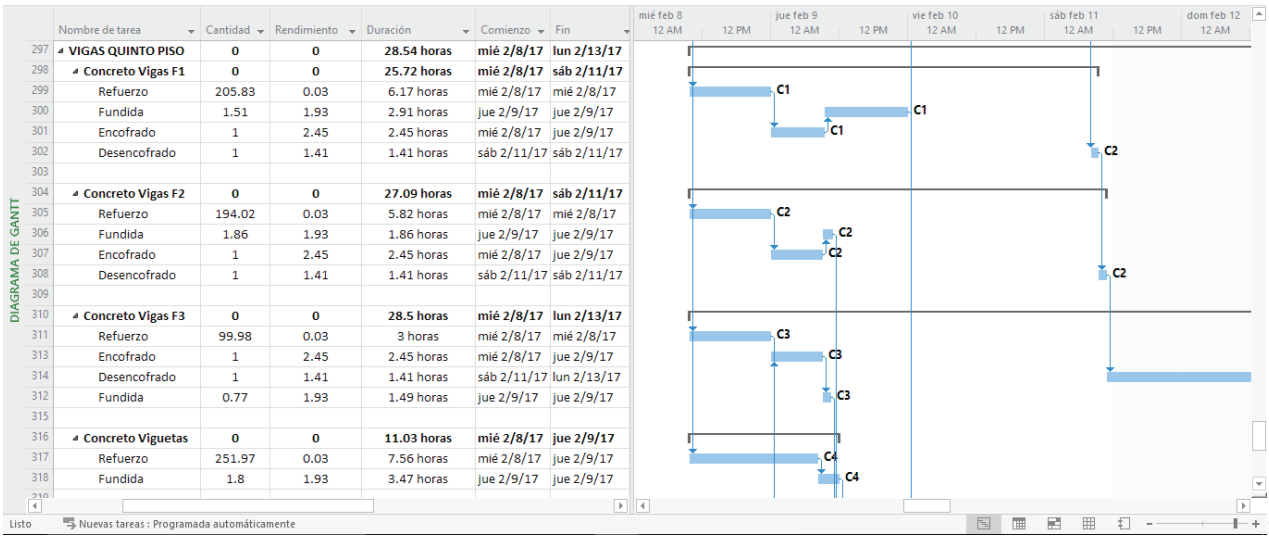 mié feb 8 jue feb 9 vie feb 10 sáb feb 11 dom feb 12
Nombre de tarea Cantidad Rendimiento Duración Comienzo Fin 12 AM 12 PM 12 AM 12 PM 12 AM 12 PM 12 AM 12 PM 12 AM
297 VIGAS QUINTO PISO 0 0 28.54 horas mié 2/8/17 lun 2/13/17
298 Concreto Vigas F1 0 0 25.72 horas mié 2/8/17 sáb 2/11/17
299 Refuerzo 205.83 0.03 6.17 horas mié 2/8/17 mié 2/8/17 C1
300 Fundida 1.51 1.93 2.91 horas jue 2/9/17 jue 2/9/17 C1
301 Encofrado 1 2.45 2.45 horas mié 2/8/17 jue 2/9/17 C1
302 Desencofrado 1 1.41 1.41 horas sáb 2/11/17 sáb 2/11/17 C2
303
304 Concreto Vigas F2 0 0 27.09 horas mié 2/8/17 sáb 2/11/17
305 Refuerzo 194.02 0.03 5.82 horas mié 2/8/17 mié 2/8/17 C2
306 Fundida 1.86 1.93 1.86 horas jue 2/9/17 jue 2/9/17 C2
307 Encofrado 1 2.45 2.45 horas mié 2/8/17 jue 2/9/17 C2
308 Desencofrado 1 1.41 1.41 horas sáb 2/11/17 sáb 2/11/17 C2
309
310 Concreto Vigas F3 0 0 28.5 horas mié 2/8/17 lun 2/13/17
311 Refuerzo 99.98 0.03 3 horas mié 2/8/17 mié 2/8/17 C3
313 Encofrado 1 2.45 2.45 horas mié 2/8/17 jue 2/9/17 C3
314 Desencofrado 1 1.41 1.41 horas sáb 2/11/17 lun 2/13/17
312 Fundida 0.77 1.93 1.49 horas jue 2/9/17 jue 2/9/17 C3
315
316 Concreto Viguetas 0 0 11.03 horas mié 2/8/17 jue 2/9/17
317 Refuerzo 251.97 0.03 7.56 horas mié 2/8/17 jue 2/9/17 C4
318 Fundida 1.8 1.93 3.47 horas jue 2/9/17 jue 2/9/17 C4
DIAGRAMA DE GANTT
Listo Nuevas tareas : Programada automáticamente